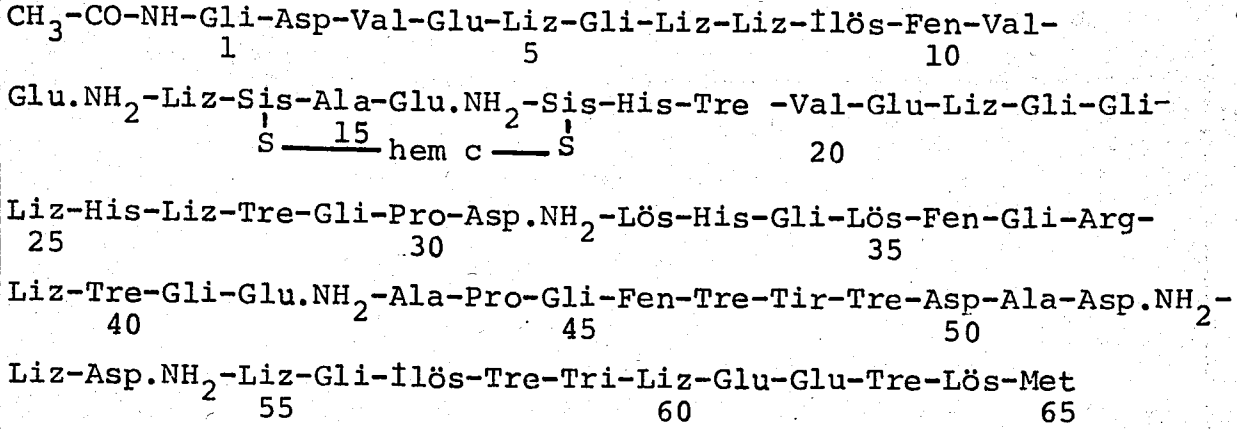 CH3-CO-NH-Gli-Asp-Val-Glu-Liz-Gli-Liz-Liz-İlös-Fen-Val-
1 5 10
Glu.NH2-Liz-Sis-Ala-Glu.NH2-Sis-His-Tre -Val-Glu-Liz-Gli-Gli-
S 15 hem c S 20
Liz-His-Liz-Tre-Gli-Pro-Asp.NH2-Lös-His-Gli-Lös-Fen-Gli-Arg-
25 30 35
Liz-Tre-Gli-Glu.NH2-Ala-Pro-Gli-Fen-Tre-Tir-Tre-Asp-Ala-Asp.NH2-
40 45 50
Liz-Asp.NH2-Liz-Gli-İlös-Tre-Tri-Liz-Glu-Glu-Tre-Lös-Met
55 60 65